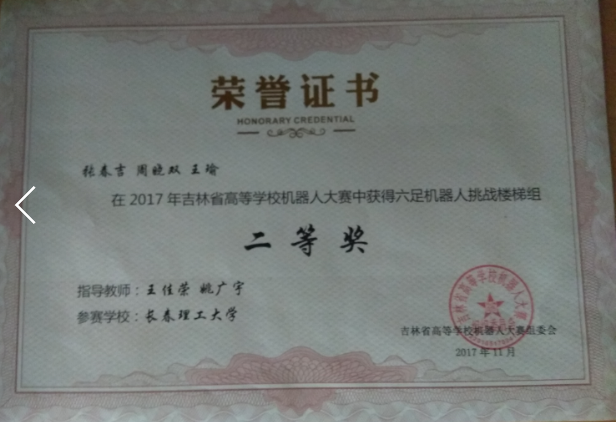 荣誉证书
HONORARY CREDENTIAL
张春吉 周晓双 王瑜
在 2017 年吉林省高等学校机器人大赛中获得六足机器人挑战楼梯组
二等奖
指导教师：王佳荣 姚广宇
参赛学校：长春理工大学
吉林省高等学校机器人大赛组委会
2017 年 11 月